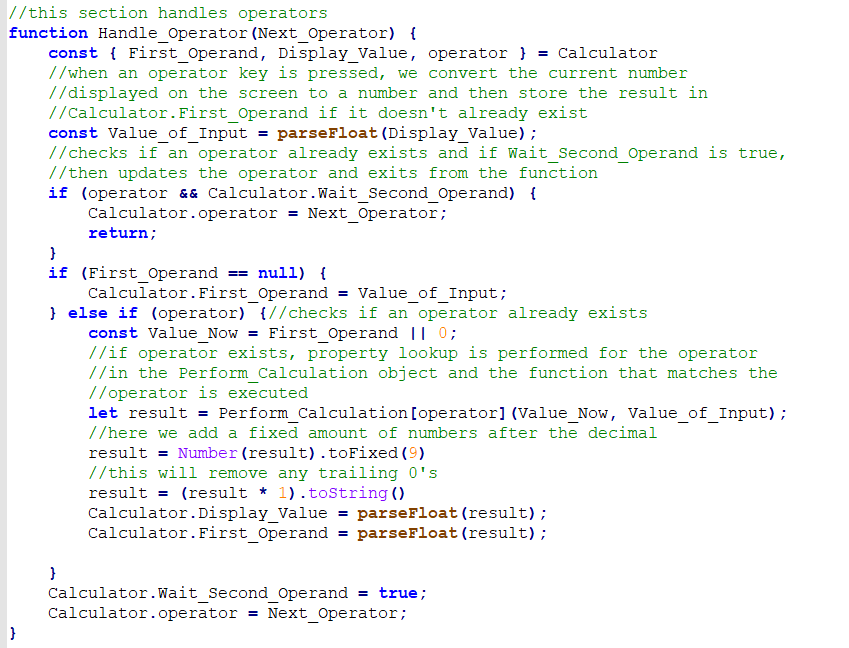 //this section handles operators
function Handle_Operator(Next_Operator) {
    const { First_Operand, Display_Value, operator } = Calculator
    //when an operator key is pressed, we convert the current number
    //displayed on the screen to a number and then store the result in
    //Calculator.First_Operand if it doesn't already exist
    const Value_of_Input = parseFloat(Display_Value);
    //checks if an operator already exists and if Wait_Second_Operand is true,
    //then updates the operator and exits from the function
    if (operator && Calculator.Wait_Second_Operand) {
        Calculator.operator = Next_Operator;
        return;
    }
    if (First_Operand == null) {
        Calculator.First_Operand = Value_of_Input;
    } else if (operator) {//checks if an operator already exists
        const Value_Now = First_Operand || 0;
        //if operator exists, property lookup is performed for the operator
        //in the Perform_Calculation object and the function that matches the
        //operator is executed
        let result = Perform_Calculation[operator](Value_Now, Value_of_Input);
        //here we add a fixed amount of numbers after the decimal
        result = Number(result).toFixed(9)
        //this will remove any trailing 0's
        result = (result * 1).toString()
        Calculator.Display_Value = parseFloat(result);
        Calculator.First_Operand = parseFloat(result);
    }
    Calculator.Wait_Second_Operand = true;
    Calculator.operator = Next_Operator;
}